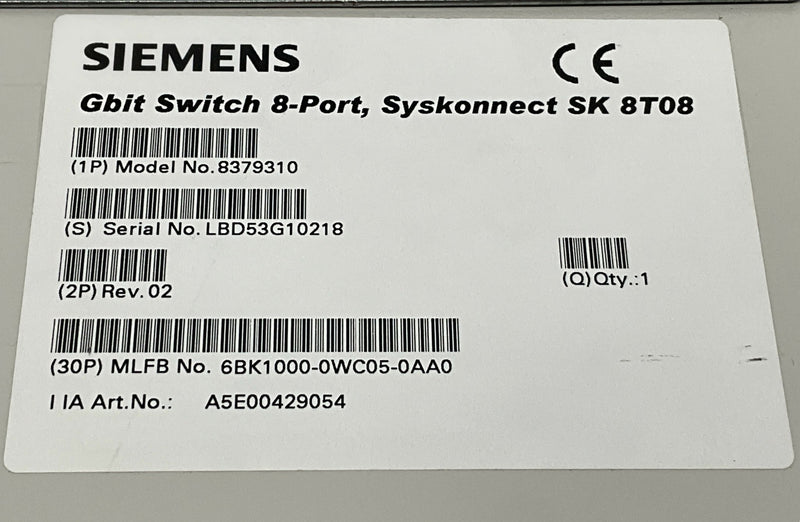 SIEMENS
CE
Gbit Switch 8-Port, Syskonnect SK 8T08
(1P) Model No.8379310
(S) Serial No. LBD53G10218
(2P) Rev. 02
(Q) Qty.:1
(30P) MLFB No. 6BK1000-0WC05-0AA0
I IA Art.No.: A5E00429054